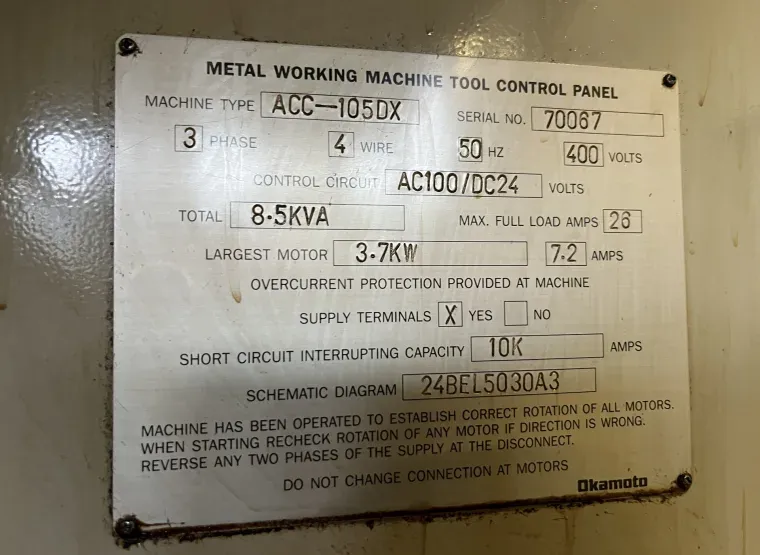 METAL WORKING MACHINE TOOL CONTROL PANEL
MACHINE TYPE ACC-105DX SERIAL NO. 70067
3 PHASE 4 WIRE 50 HZ 400 VOLTS
CONTROL CIRCUIT AC100/DC24 VOLTS
TOTAL 8.5KVA MAX. FULL LOAD AMPS 26
LARGEST MOTOR 3.7KW 7.2 AMPS
OVERCURRENT PROTECTION PROVIDED AT MACHINE
SUPPLY TERMINALS X YES NO
SHORT CIRCUIT INTERRUPTING CAPACITY 10K AMPS
SCHEMATIC DIAGRAM 24BEL5030A3
MACHINE HAS BEEN OPERATED TO ESTABLISH CORRECT ROTATION OF ALL MOTORS.
WHEN STARTING RECHECK ROTATION OF ANY MOTOR IF DIRECTION IS WRONG.
REVERSE ANY TWO PHASES OF THE SUPPLY AT THE DISCONNECT.
DO NOT CHANGE CONNECTION AT MOTORS
Okamoto